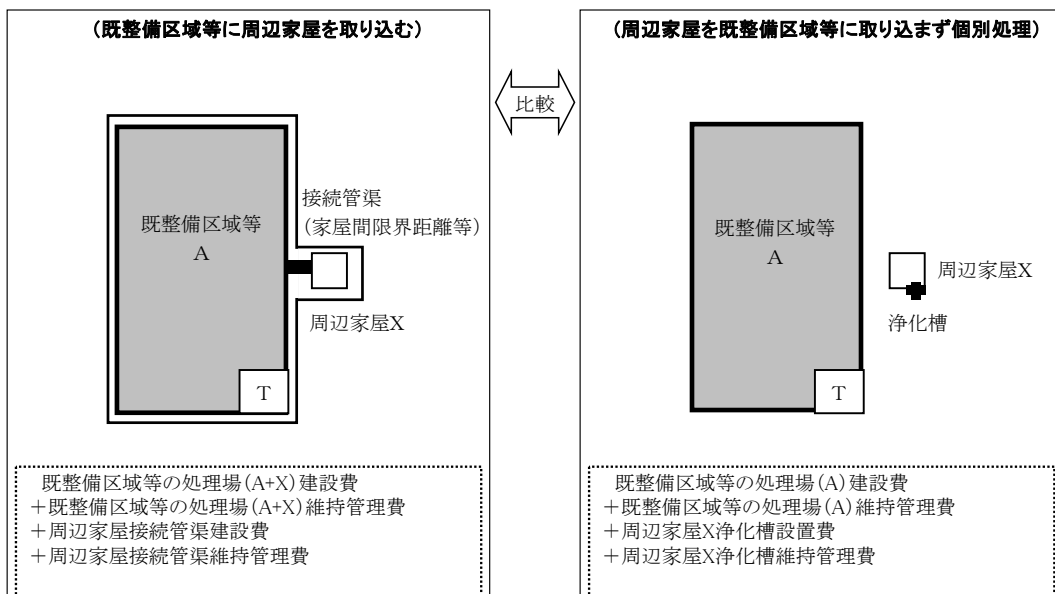 (既整備区域等に周辺家屋を取り込む)
既整備区域等
A
接続管渠
(家屋間限界距離等)
周辺家屋X
T
既整備区域等の処理場(A+X)建設費
+既整備区域等の処理場(A+X)維持管理費
+周辺家屋接続管渠建設費
+周辺家屋接続管渠維持管理費
比較
(周辺家屋を既整備区域等に取り込まず個別処理)
既整備区域等
A
周辺家屋X
浄化槽
T
既整備区域等の処理場(A)建設費
+既整備区域等の処理場(A)維持管理費
+周辺家屋X浄化槽設置費
+周辺家屋X浄化槽維持管理費